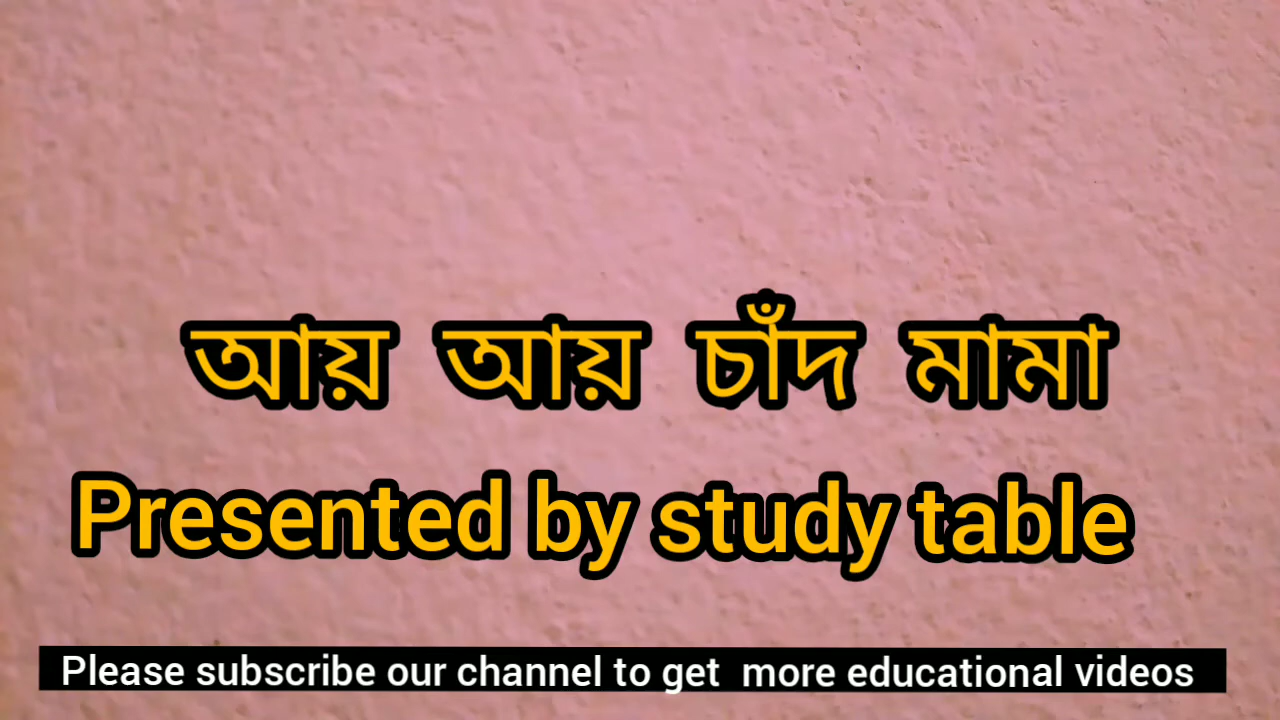 আয় আয় চাঁদ মামা
Presented by study table
Please subscribe our channel to get more educational videos